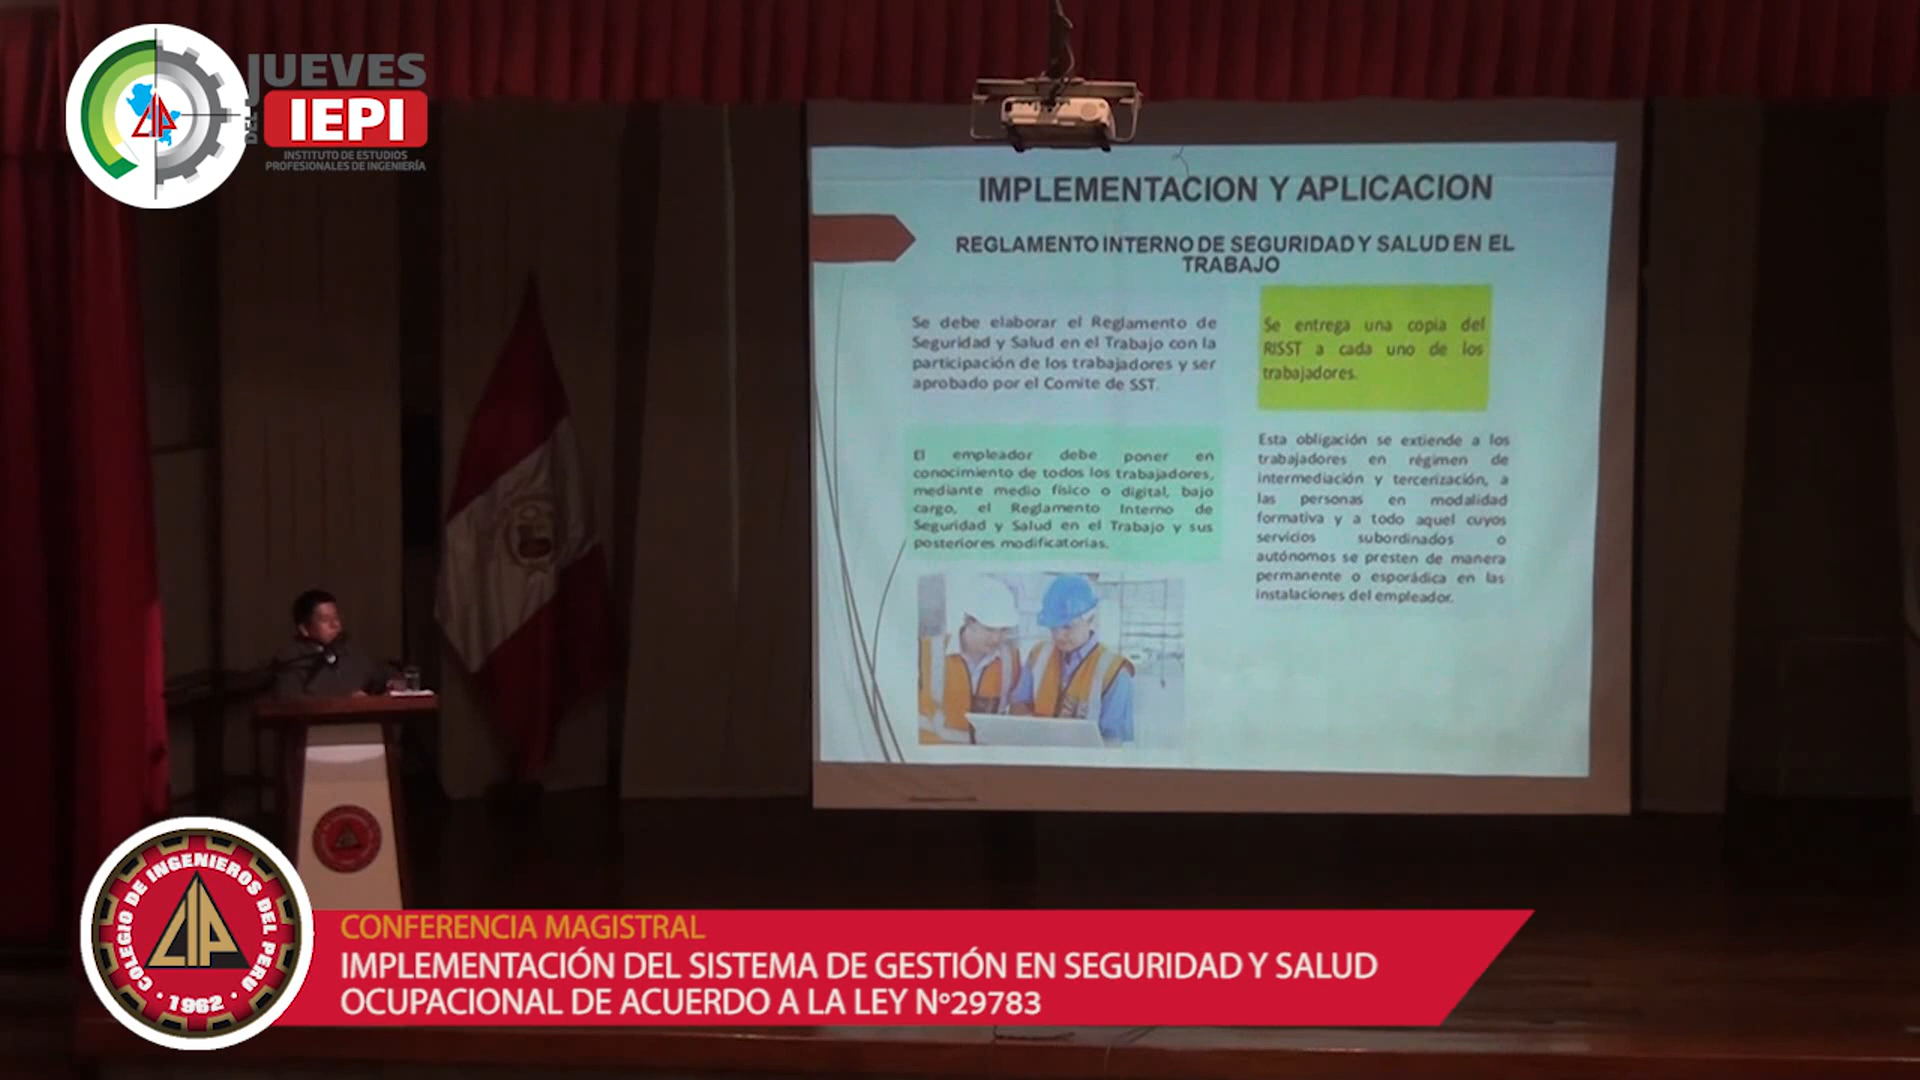 JUEVES
DEL
IEPI
INSTITUTO DE ESTUDIOS
PROFESIONALES DE INGENIERÍA
IMPLEMENTACION Y APLICACION
REGLAMENTO INTERNO DE SEGURIDAD Y SALUD EN EL
TRABAJO
Se debe elaborar el Reglamento de
Seguridad y Salud en el Trabajo con la
participación de los trabajadores y ser
aprobado por el Comite de SST.
Se entrega una copia del
RISST a cada uno de los
trabajadores.
El empleador debe poner en
conocimiento de todos los trabajadores,
mediante medio físico o digital, bajo
cargo, el Reglamento Interno de
Seguridad y Salud en el Trabajo y sus
posteriores modificatorias.
Esta obligación se extiende a los
trabajadores en régimen de
intermediación y tercerización, a
las personas en modalidad
formativa y a todo aquel cuyos
servicios subordinados o
autónomos se presten de manera
permanente o esporádica en las
instalaciones del empleador.
COLEGIO DE INGENIEROS DEL PERU
CIP
· 1962 ·
CONFERENCIA MAGISTRAL
IMPLEMENTACIÓN DEL SISTEMA DE GESTIÓN EN SEGURIDAD Y SALUD
OCUPACIONAL DE ACUERDO A LA LEY N°29783